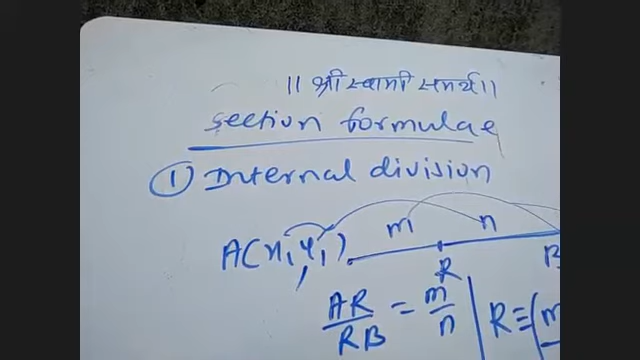 || श्री स्वामी समर्थ ||
Section formulae
① Internal division
A(x₁, y₁) m n
R B
AR/RB = m/n | R ≡ (m